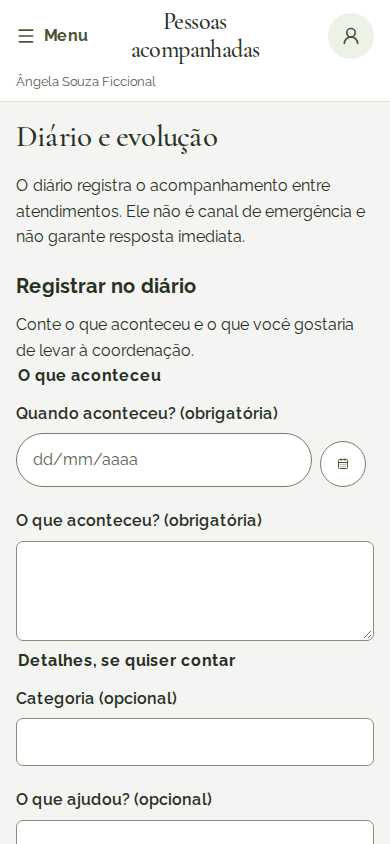 Menu
Pessoas
acompanhadas
Ângela Souza Ficcional
Diário e evolução
O diário registra o acompanhamento entre
atendimentos. Ele não é canal de emergência e
não garante resposta imediata.
Registrar no diário
Conte o que aconteceu e o que você gostaria
de levar à coordenação.
O que aconteceu
Quando aconteceu? (obrigatória)
dd/mm/aaaa
O que aconteceu? (obrigatória)
Detalhes, se quiser contar
Categoria (opcional)
O que ajudou? (opcional)